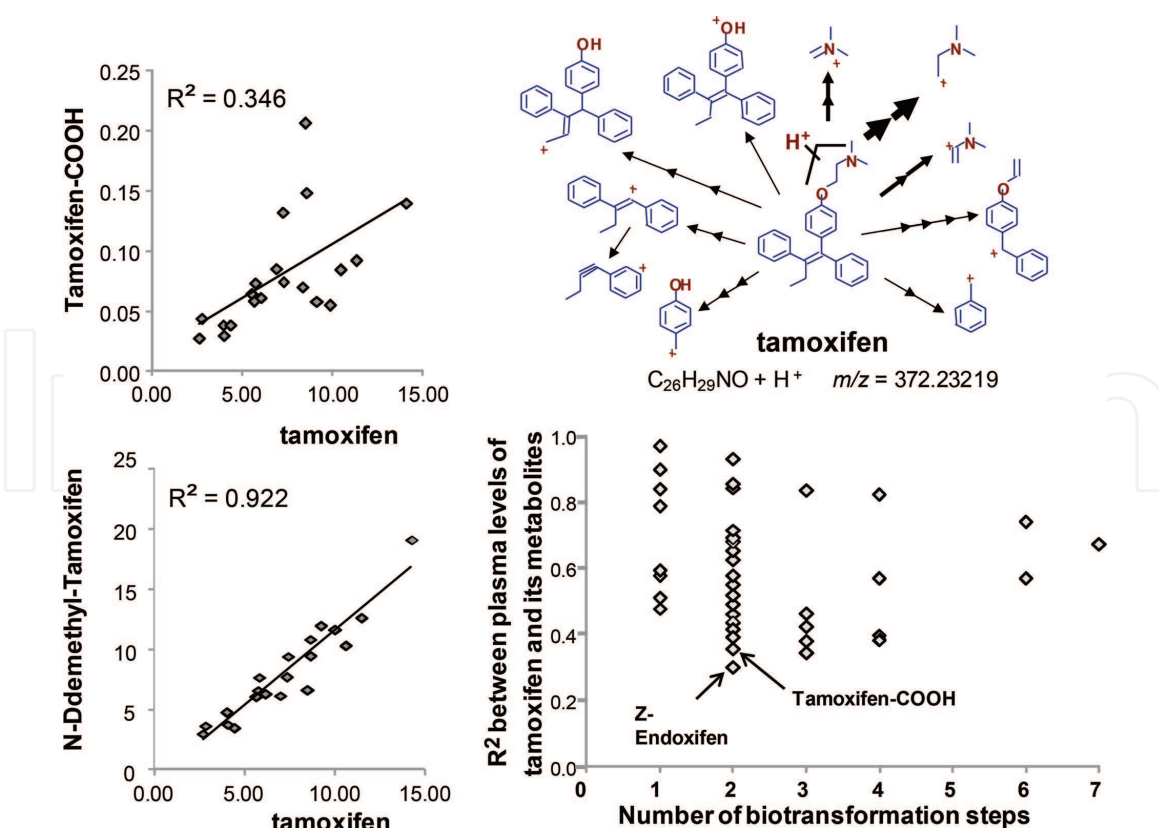 Tamoxifen-COOH
0.25
0.20
0.15
0.10
0.05
0.00
R² = 0.346
0.00 5.00 10.00 15.00
tamoxifen
OH
+
+OH
N
+
N
+
H+
N
O
+
N
O
+
+
+
OH
+
+
tamoxifen
C₂₆H₂₉NO + H⁺ m/z = 372.23219
N-Ddemethyl-Tamoxifen
25
20
15
10
5
0
R² = 0.922
0.00 5.00 10.00 15.00
tamoxifen
R² between plasma levels of
tamoxifen and its metabolites
1.0
0.8
0.6
0.4
0.2
0.0
Z-
Endoxifen
Tamoxifen-COOH
0 1 2 3 4 5 6 7
Number of biotransformation steps